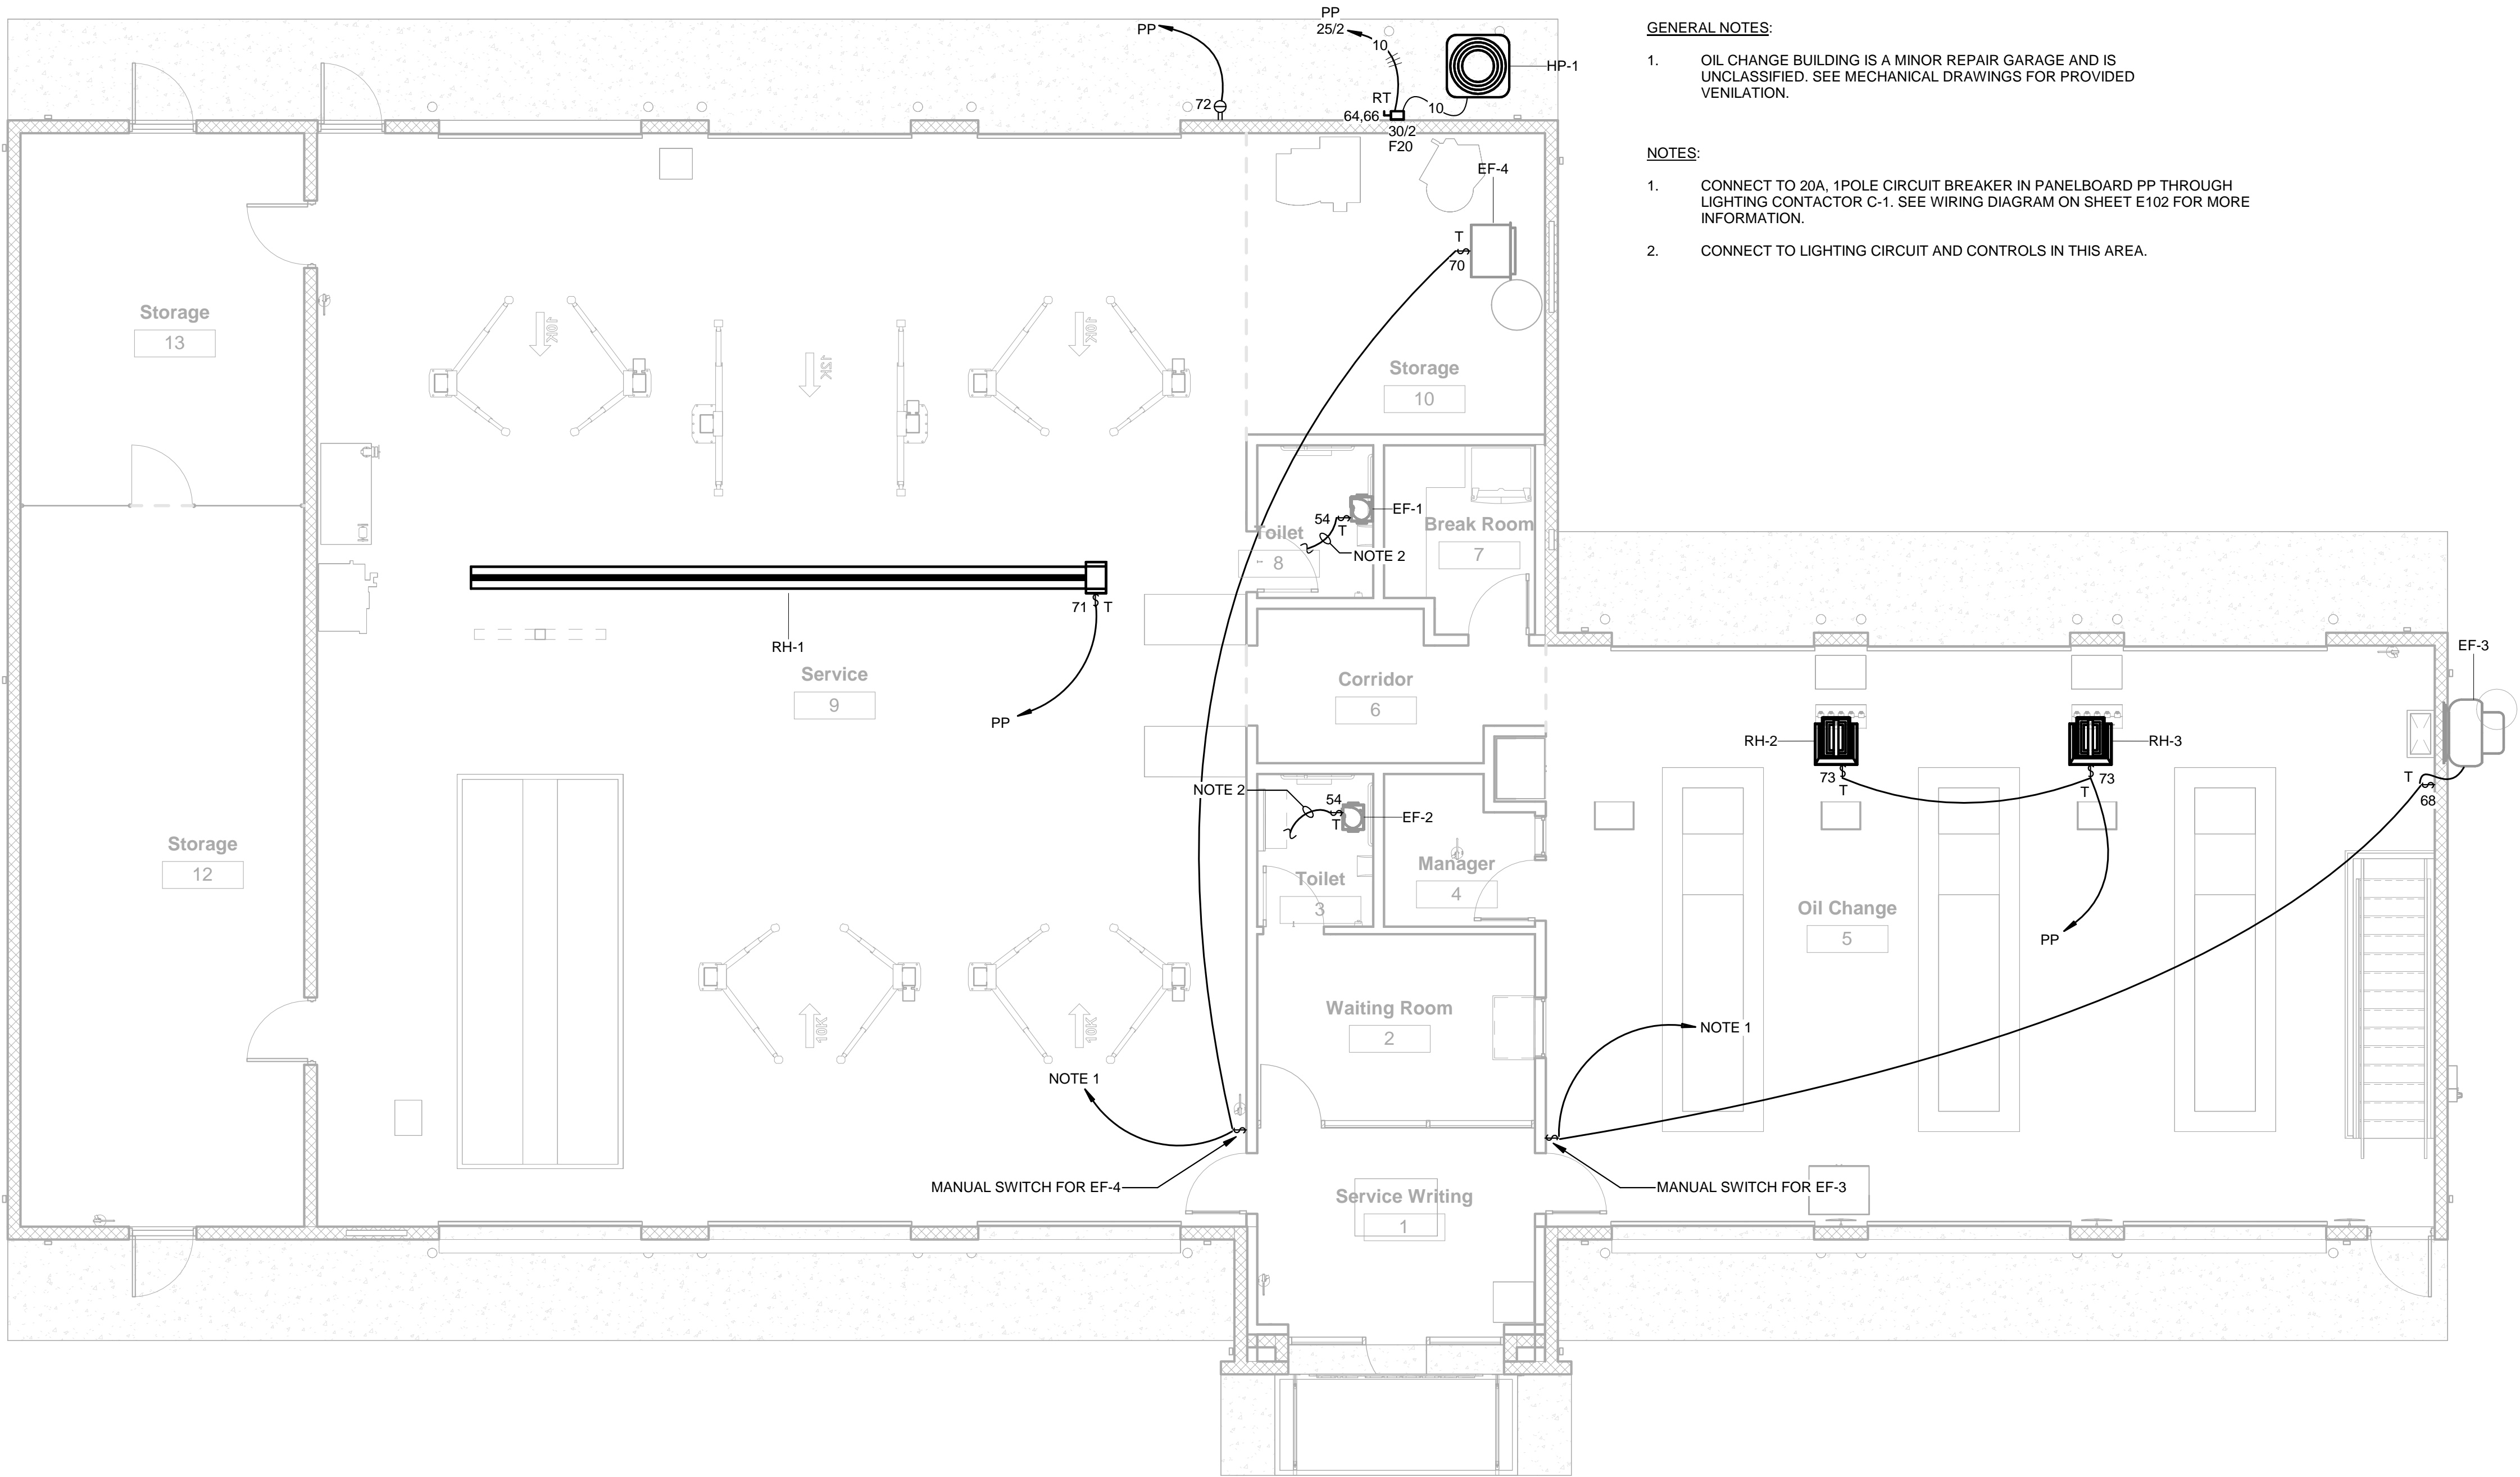 GENERAL NOTES:
1. OIL CHANGE BUILDING IS A MINOR REPAIR GARAGE AND IS
UNCLASSIFIED. SEE MECHANICAL DRAWINGS FOR PROVIDED
VENILATION.
NOTES:
1. CONNECT TO 20A, 1POLE CIRCUIT BREAKER IN PANELBOARD PP THROUGH
LIGHTING CONTACTOR C-1. SEE WIRING DIAGRAM ON SHEET E102 FOR MORE
INFORMATION.
2. CONNECT TO LIGHTING CIRCUIT AND CONTROLS IN THIS AREA.
PP
PP
25/2
10
HP-1
72
RT
64,66
10
30/2
F20
EF-4
T
70
Storage
13
10K
12K
10K
Storage
10
54
T
EF-1
NOTE 2
Toilet
8
Break Room
7
71
T
RH-1
PP
Service
9
Corridor
6
EF-3
RH-2
73
T
RH-3
73
T
T
68
NOTE 2
54
T
EF-2
Storage
12
Manager
4
Toilet
3
Oil Change
5
PP
10K
10K
Waiting Room
2
NOTE 1
NOTE 1
MANUAL SWITCH FOR EF-4
MANUAL SWITCH FOR EF-3
Service Writing
1